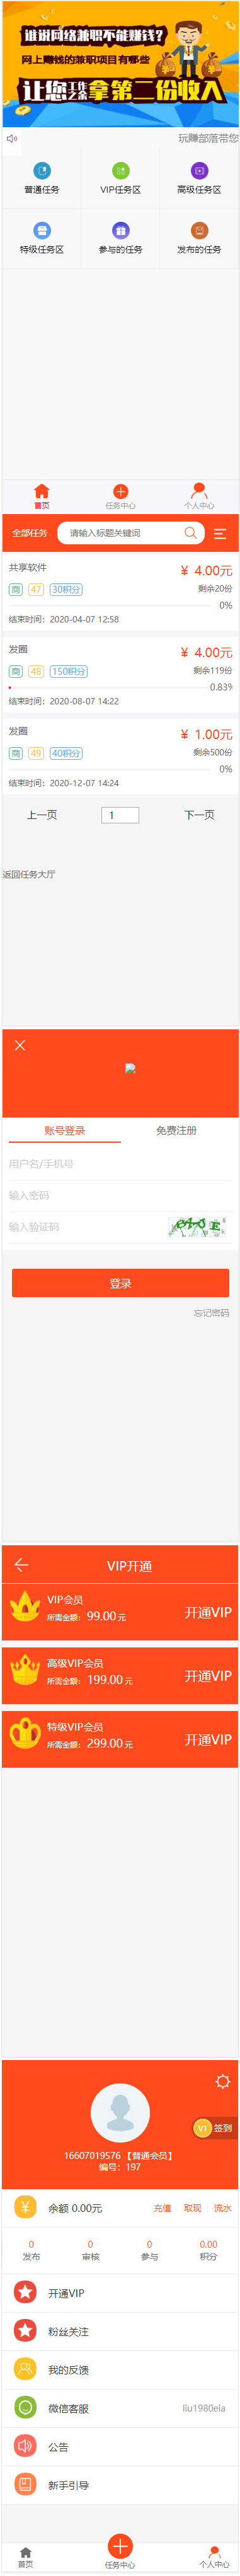 谁说网络兼职不能赚钱?
网上赚钱的兼职项目有哪些
让您工作之余拿第二份收入
玩赚部落带您
普通任务 VIP任务区 高级任务区
特级任务区 参与的任务 发布的任务
首页 任务中心 个人中心
全部任务 请输入标题关键词
共享软件 ¥ 4.00元
商 47 30积分 剩余20份
0%
结束时间：2020-04-07 12:58
发圈 ¥ 4.00元
商 48 150积分 剩余119份
0.83%
结束时间：2020-08-07 14:22
发圈 ¥ 1.00元
商 49 40积分 剩余500份
0%
结束时间：2020-12-07 14:24
上一页 1 下一页
返回任务大厅
账号登录 免费注册
用户名/手机号
输入密码
输入验证码
登录
忘记密码
VIP开通
VIP会员
所需金额： 99.00 元 开通VIP
高级VIP会员
所需金额： 199.00 元 开通VIP
特级VIP会员
所需金额： 299.00 元 开通VIP
V1 签到
16607019576 【普通会员】
编号：197
余额 0.00元 充值 取现 流水
0 0 0 0.00
发布 审核 参与 积分
开通VIP
粉丝关注
我的反馈
微信客服 liu1980eia
公告
新手引导
首页 任务中心 个人中心